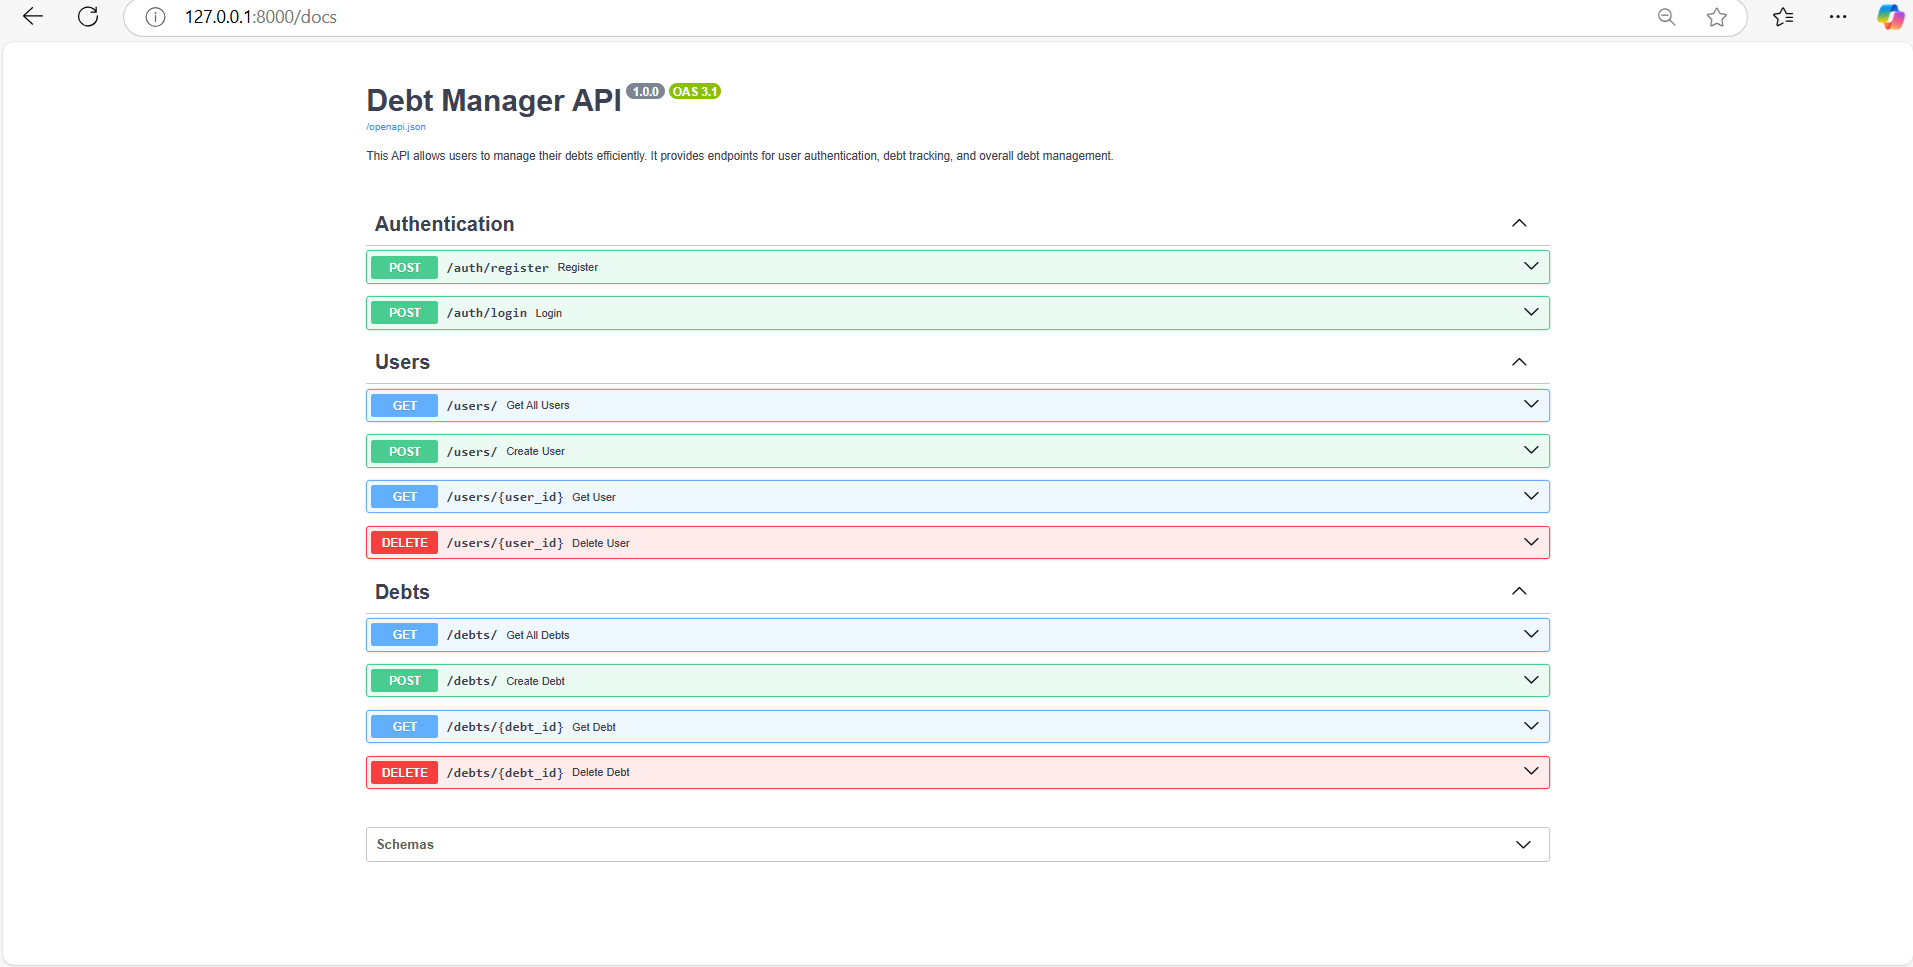 127.0.0.1:8000/docs
Debt Manager API 1.0.0 OAS 3.1
/openapi.json
This API allows users to manage their debts efficiently. It provides endpoints for user authentication, debt tracking, and overall debt management.
Authentication
POST /auth/register Register
POST /auth/login Login
Users
GET /users/ Get All Users
POST /users/ Create User
GET /users/{user_id} Get User
DELETE /users/{user_id} Delete User
Debts
GET /debts/ Get All Debts
POST /debts/ Create Debt
GET /debts/{debt_id} Get Debt
DELETE /debts/{debt_id} Delete Debt
Schemas